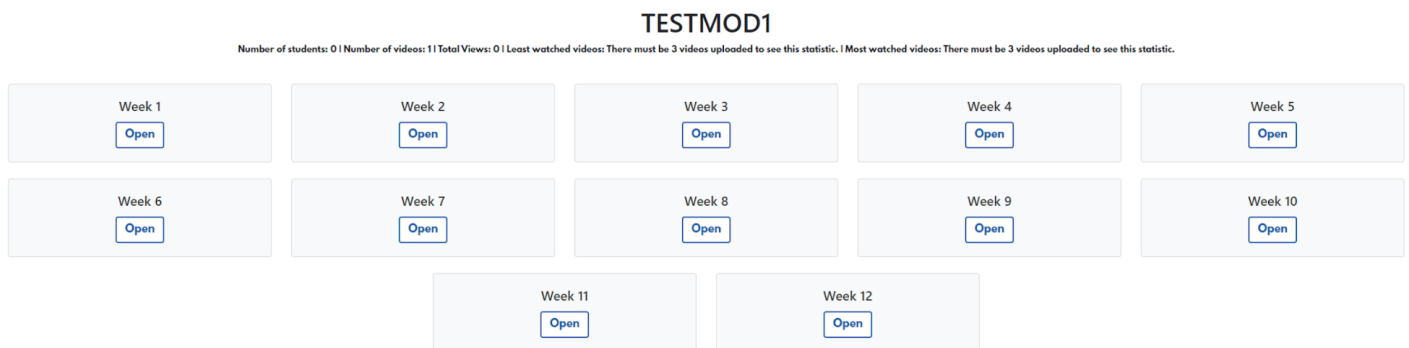 TESTMOD1
Number of students: 0 | Number of videos: 1 | Total Views: 0 | Least watched videos: There must be 3 videos uploaded to see this statistic. | Most watched videos: There must be 3 videos uploaded to see this statistic.
Week 1 Week 2 Week 3 Week 4 Week 5
Open Open Open Open Open
Week 6 Week 7 Week 8 Week 9 Week 10
Open Open Open Open Open
Week 11 Week 12
Open Open